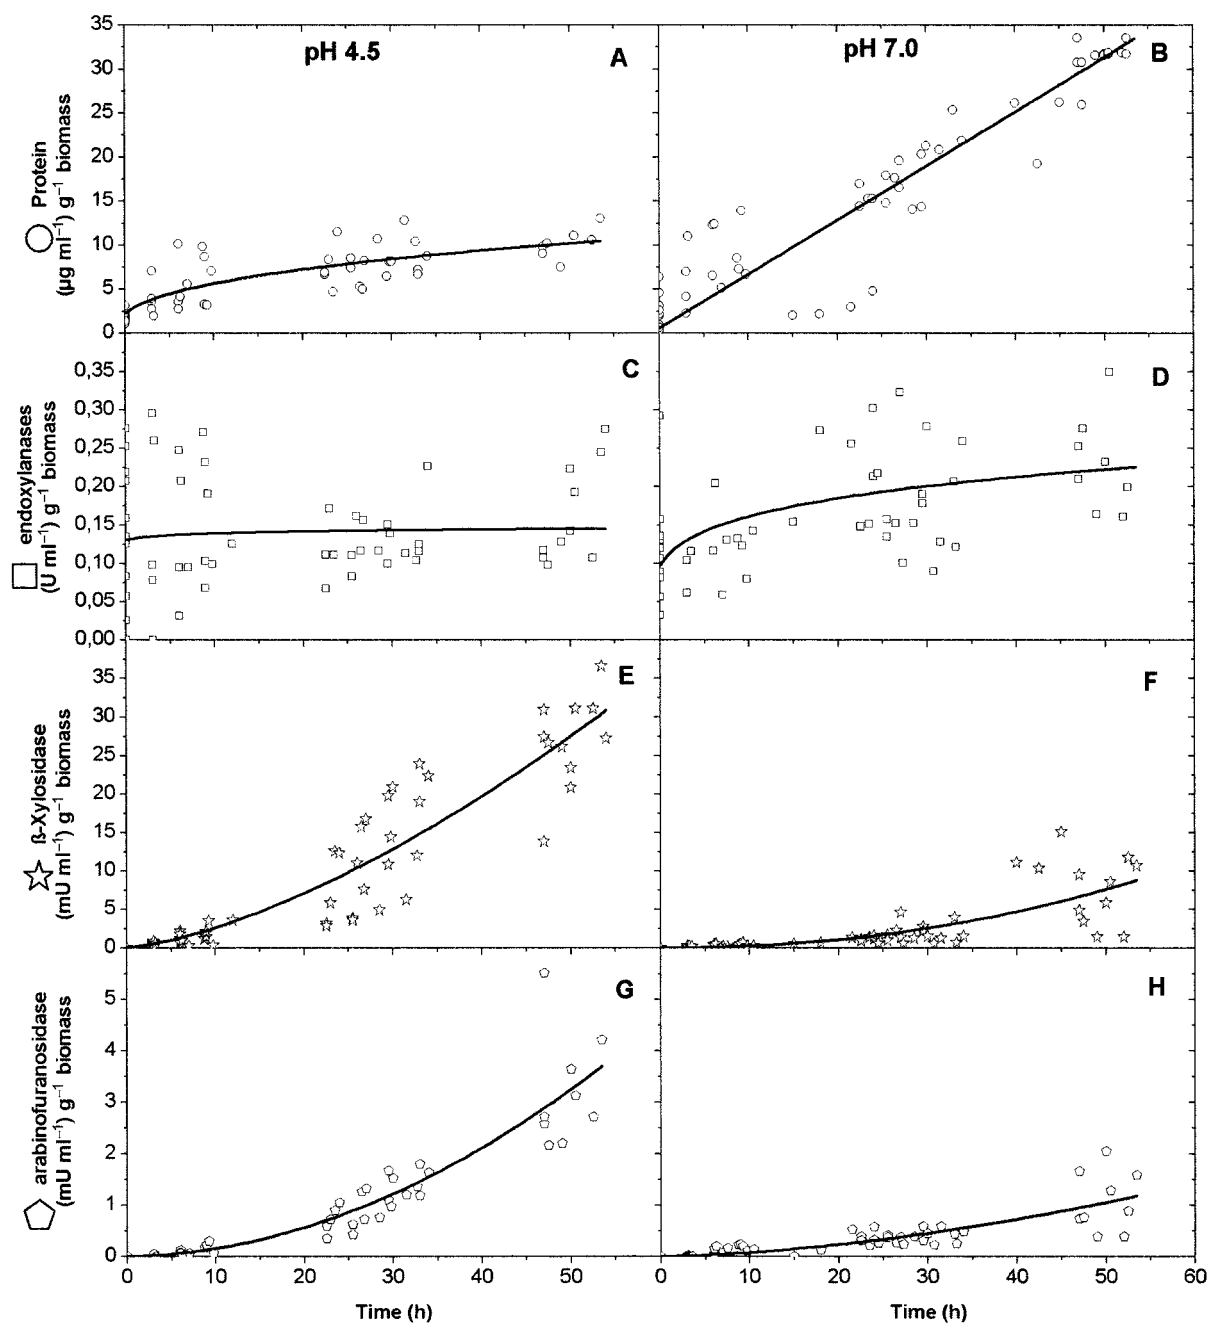 pH 4.5
A
pH 7.0
B
35
30
25
20
15
10
5
0
Protein
(µg ml⁻¹) g⁻¹ biomass
C
D
0,35
0,30
0,25
0,20
0,15
0,10
0,05
0,00
endoxylanases
(U ml⁻¹) g⁻¹ biomass
E
F
35
30
25
20
15
10
5
0
ß-Xylosidase
(mU ml⁻¹) g⁻¹ biomass
G
H
5
4
3
2
1
0
arabinofuranosidase
(mU ml⁻¹) g⁻¹ biomass
0 10 20 30 40 50 0 10 20 30 40 50 60
Time (h) Time (h)